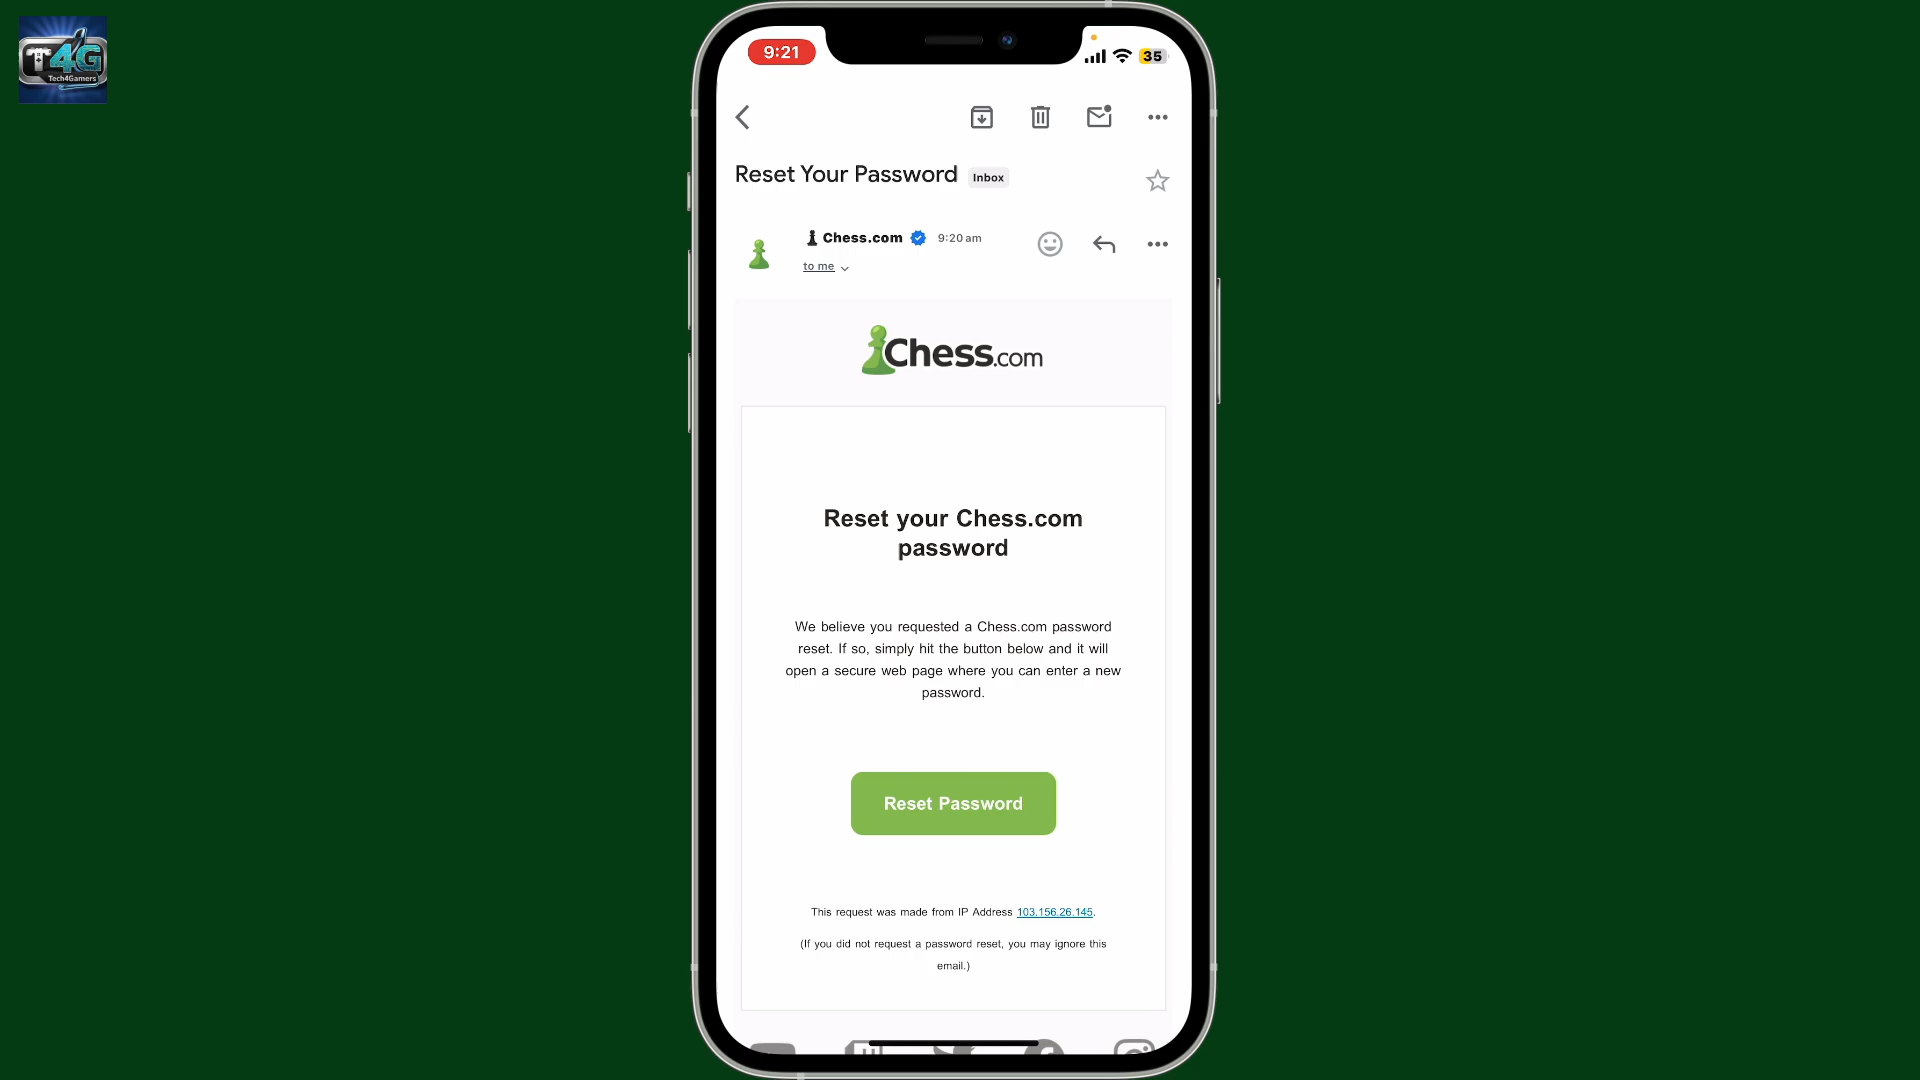 T4G
Tech4Gamers
9:21
35
Reset Your Password Inbox
Chess.com 9:20 am
to me
Chess.com
Reset your Chess.com
password
We believe you requested a Chess.com password
reset. If so, simply hit the button below and it will
open a secure web page where you can enter a new
password.
Reset Password
This request was made from IP Address 103.156.26.145.
(If you did not request a password reset, you may ignore this
email.)